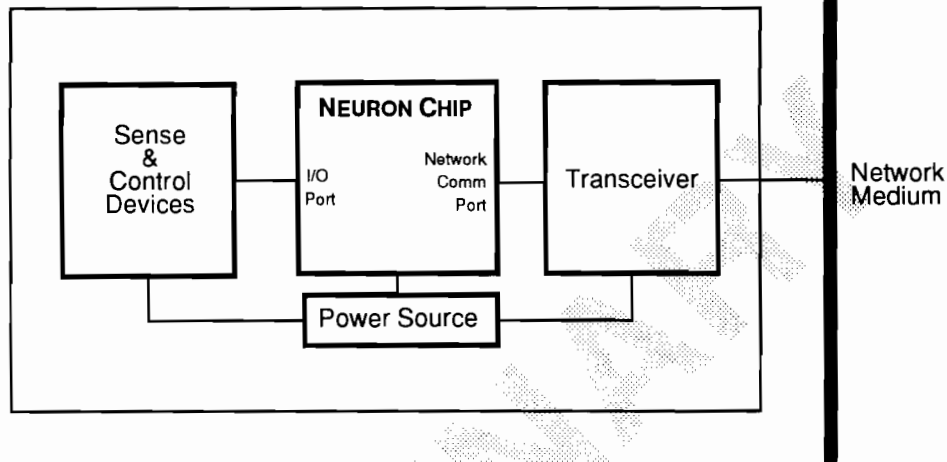 Sense
&
Control
Devices
NEURON CHIP
I/O
Port
Network
Comm
Port
Transceiver
Power Source
Network
Medium